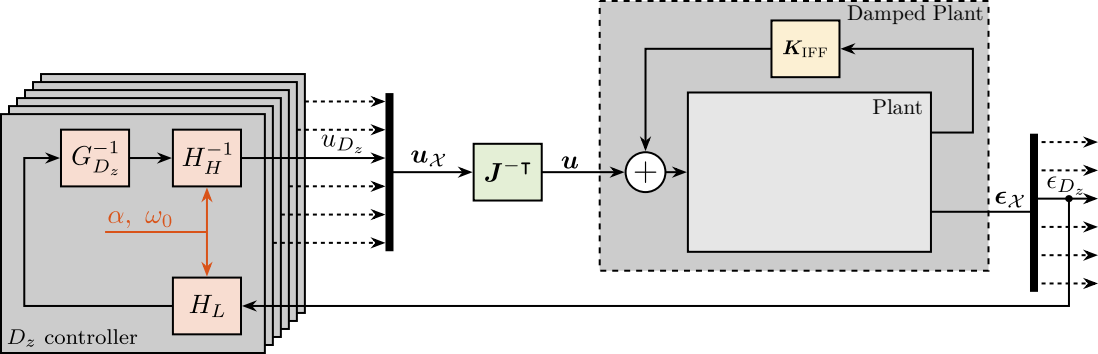 Damped Plant
K_IFF
Plant
G_{D_z}^{-1}
H_H^{-1}
u_{D_z}
u_𝒳
J^{-T}
u
+
ϵ_𝒳
ϵ_{D_z}
α, ω_0
H_L
D_z controller